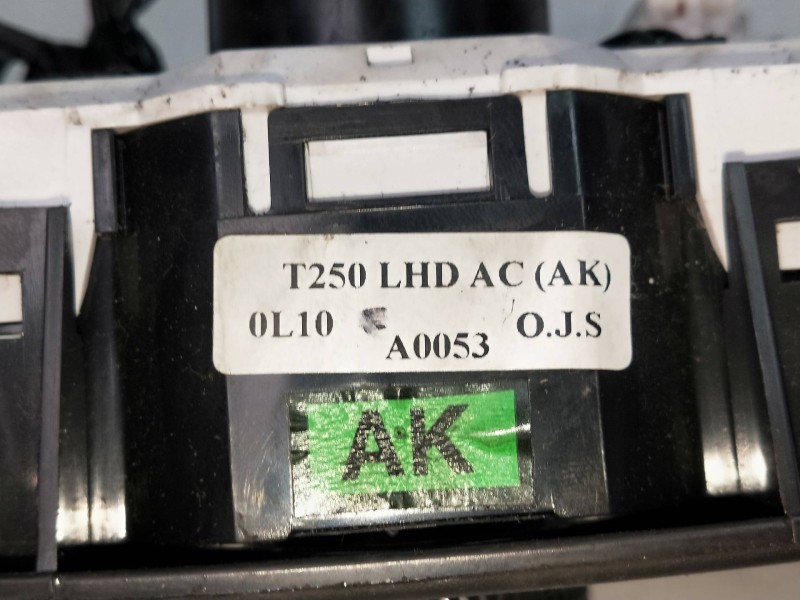 T250 LHD AC (AK)
0L10 O.J.S
A0053
AK